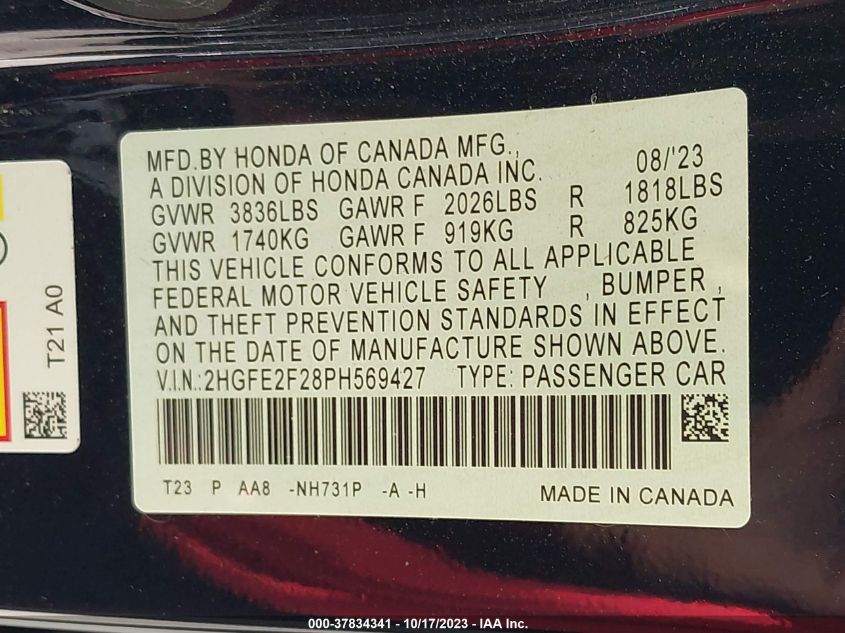 MFD.BY HONDA OF CANADA MFG., 08/'23
A DIVISION OF HONDA CANADA INC.
GVWR 3836LBS GAWR F 2026LBS R 1818LBS
GVWR 1740KG GAWR F 919KG R 825KG
THIS VEHICLE CONFORMS TO ALL APPLICABLE
FEDERAL MOTOR VEHICLE SAFETY , BUMPER ,
AND THEFT PREVENTION STANDARDS IN EFFECT
ON THE DATE OF MANUFACTURE SHOWN ABOVE.
V.I.N.:2HGFE2F28PH569427 TYPE: PASSENGER CAR
T23 P AA8 -NH731P -A -H MADE IN CANADA
T21 A0
000-37834341 - 10/17/2023 - IAA Inc.